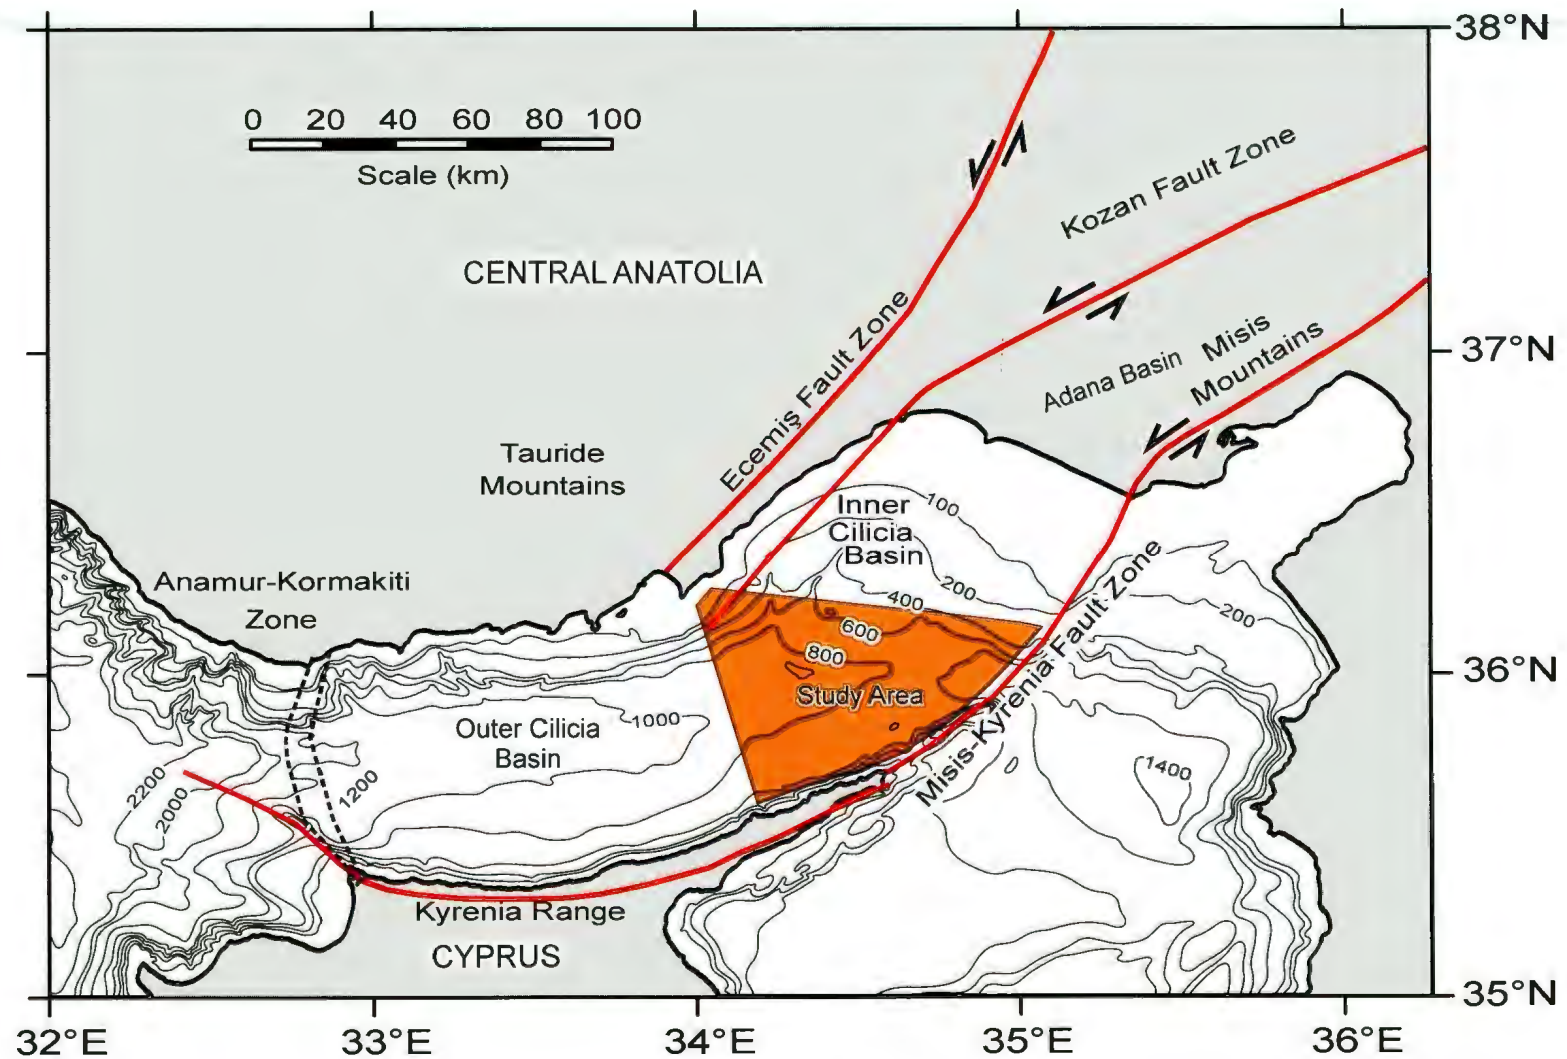 38°N
0 20 40 60 80 100
Scale (km)
Kozan Fault Zone
CENTRAL ANATOLIA
Ecemiş Fault Zone
37°N
Misis
Mountains
Adana Basin
Tauride
Mountains
Inner
Cilicia
Basin
100
200
400
200
600
800
Anamur-Kormakiti
Zone
36°N
Study Area
Misis-Kyrenia Fault Zone
Outer Cilicia
Basin
1000
1200
1400
2200
2000
Kyrenia Range
CYPRUS
35°N
32°E
33°E
34°E
35°E
36°E